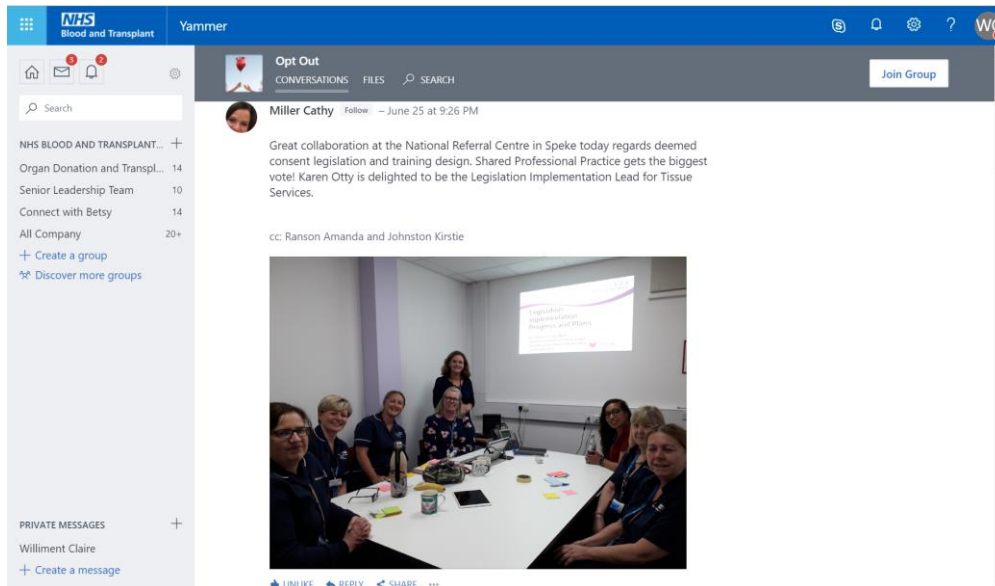 NHS
Blood and Transplant
Yammer
?
WC
3
2
Search
NHS BLOOD AND TRANSPLANT... +
Organ Donation and Transpl... 14
Senior Leadership Team 10
Connect with Betsy 14
All Company 20+
+ Create a group
Discover more groups
PRIVATE MESSAGES +
Williment Claire
+ Create a message
Opt Out
CONVERSATIONS FILES SEARCH
Join Group
Miller Cathy Follow – June 25 at 9:26 PM
Great collaboration at the National Referral Centre in Speke today regards deemed
consent legislation and training design. Shared Professional Practice gets the biggest
vote! Karen Otty is delighted to be the Legislation Implementation Lead for Tissue
Services.
cc: Ranson Amanda and Johnston Kirstie
Legislation
Implementation
Progress and Plans
UNLIKE REPLY SHARE ...